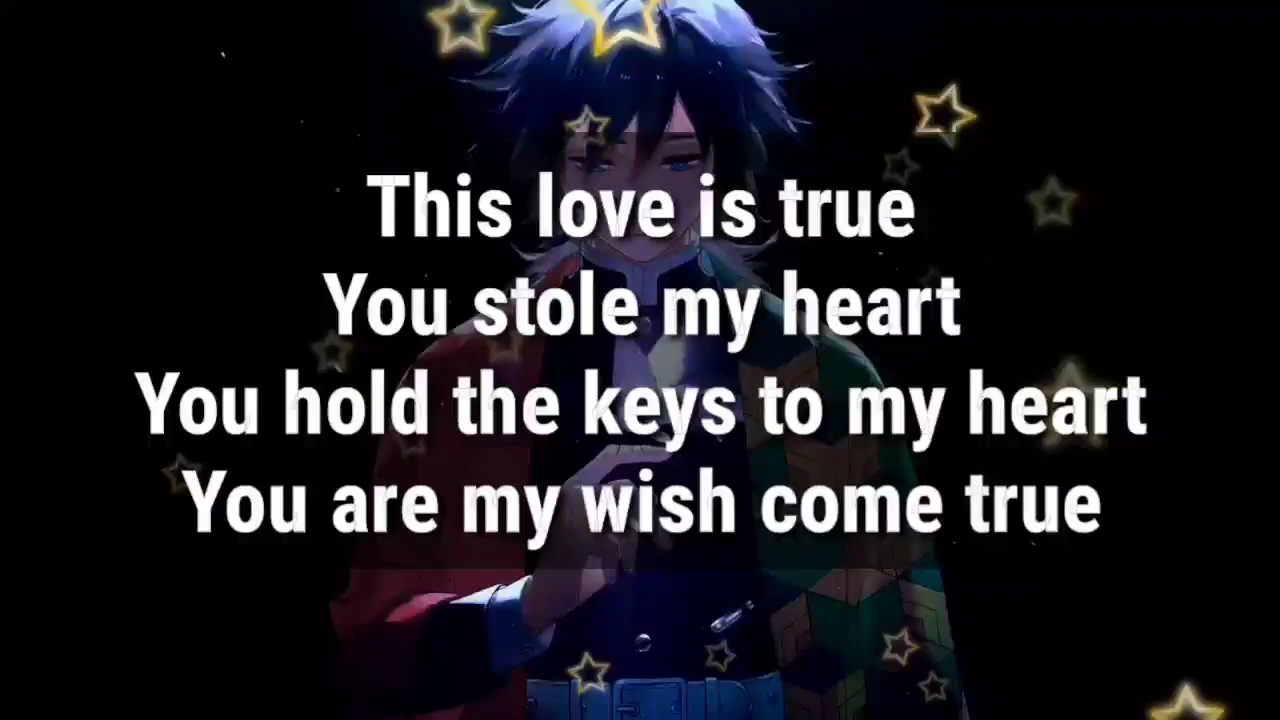 This love is true
You stole my heart
You hold the keys to my heart
You are my wish come true